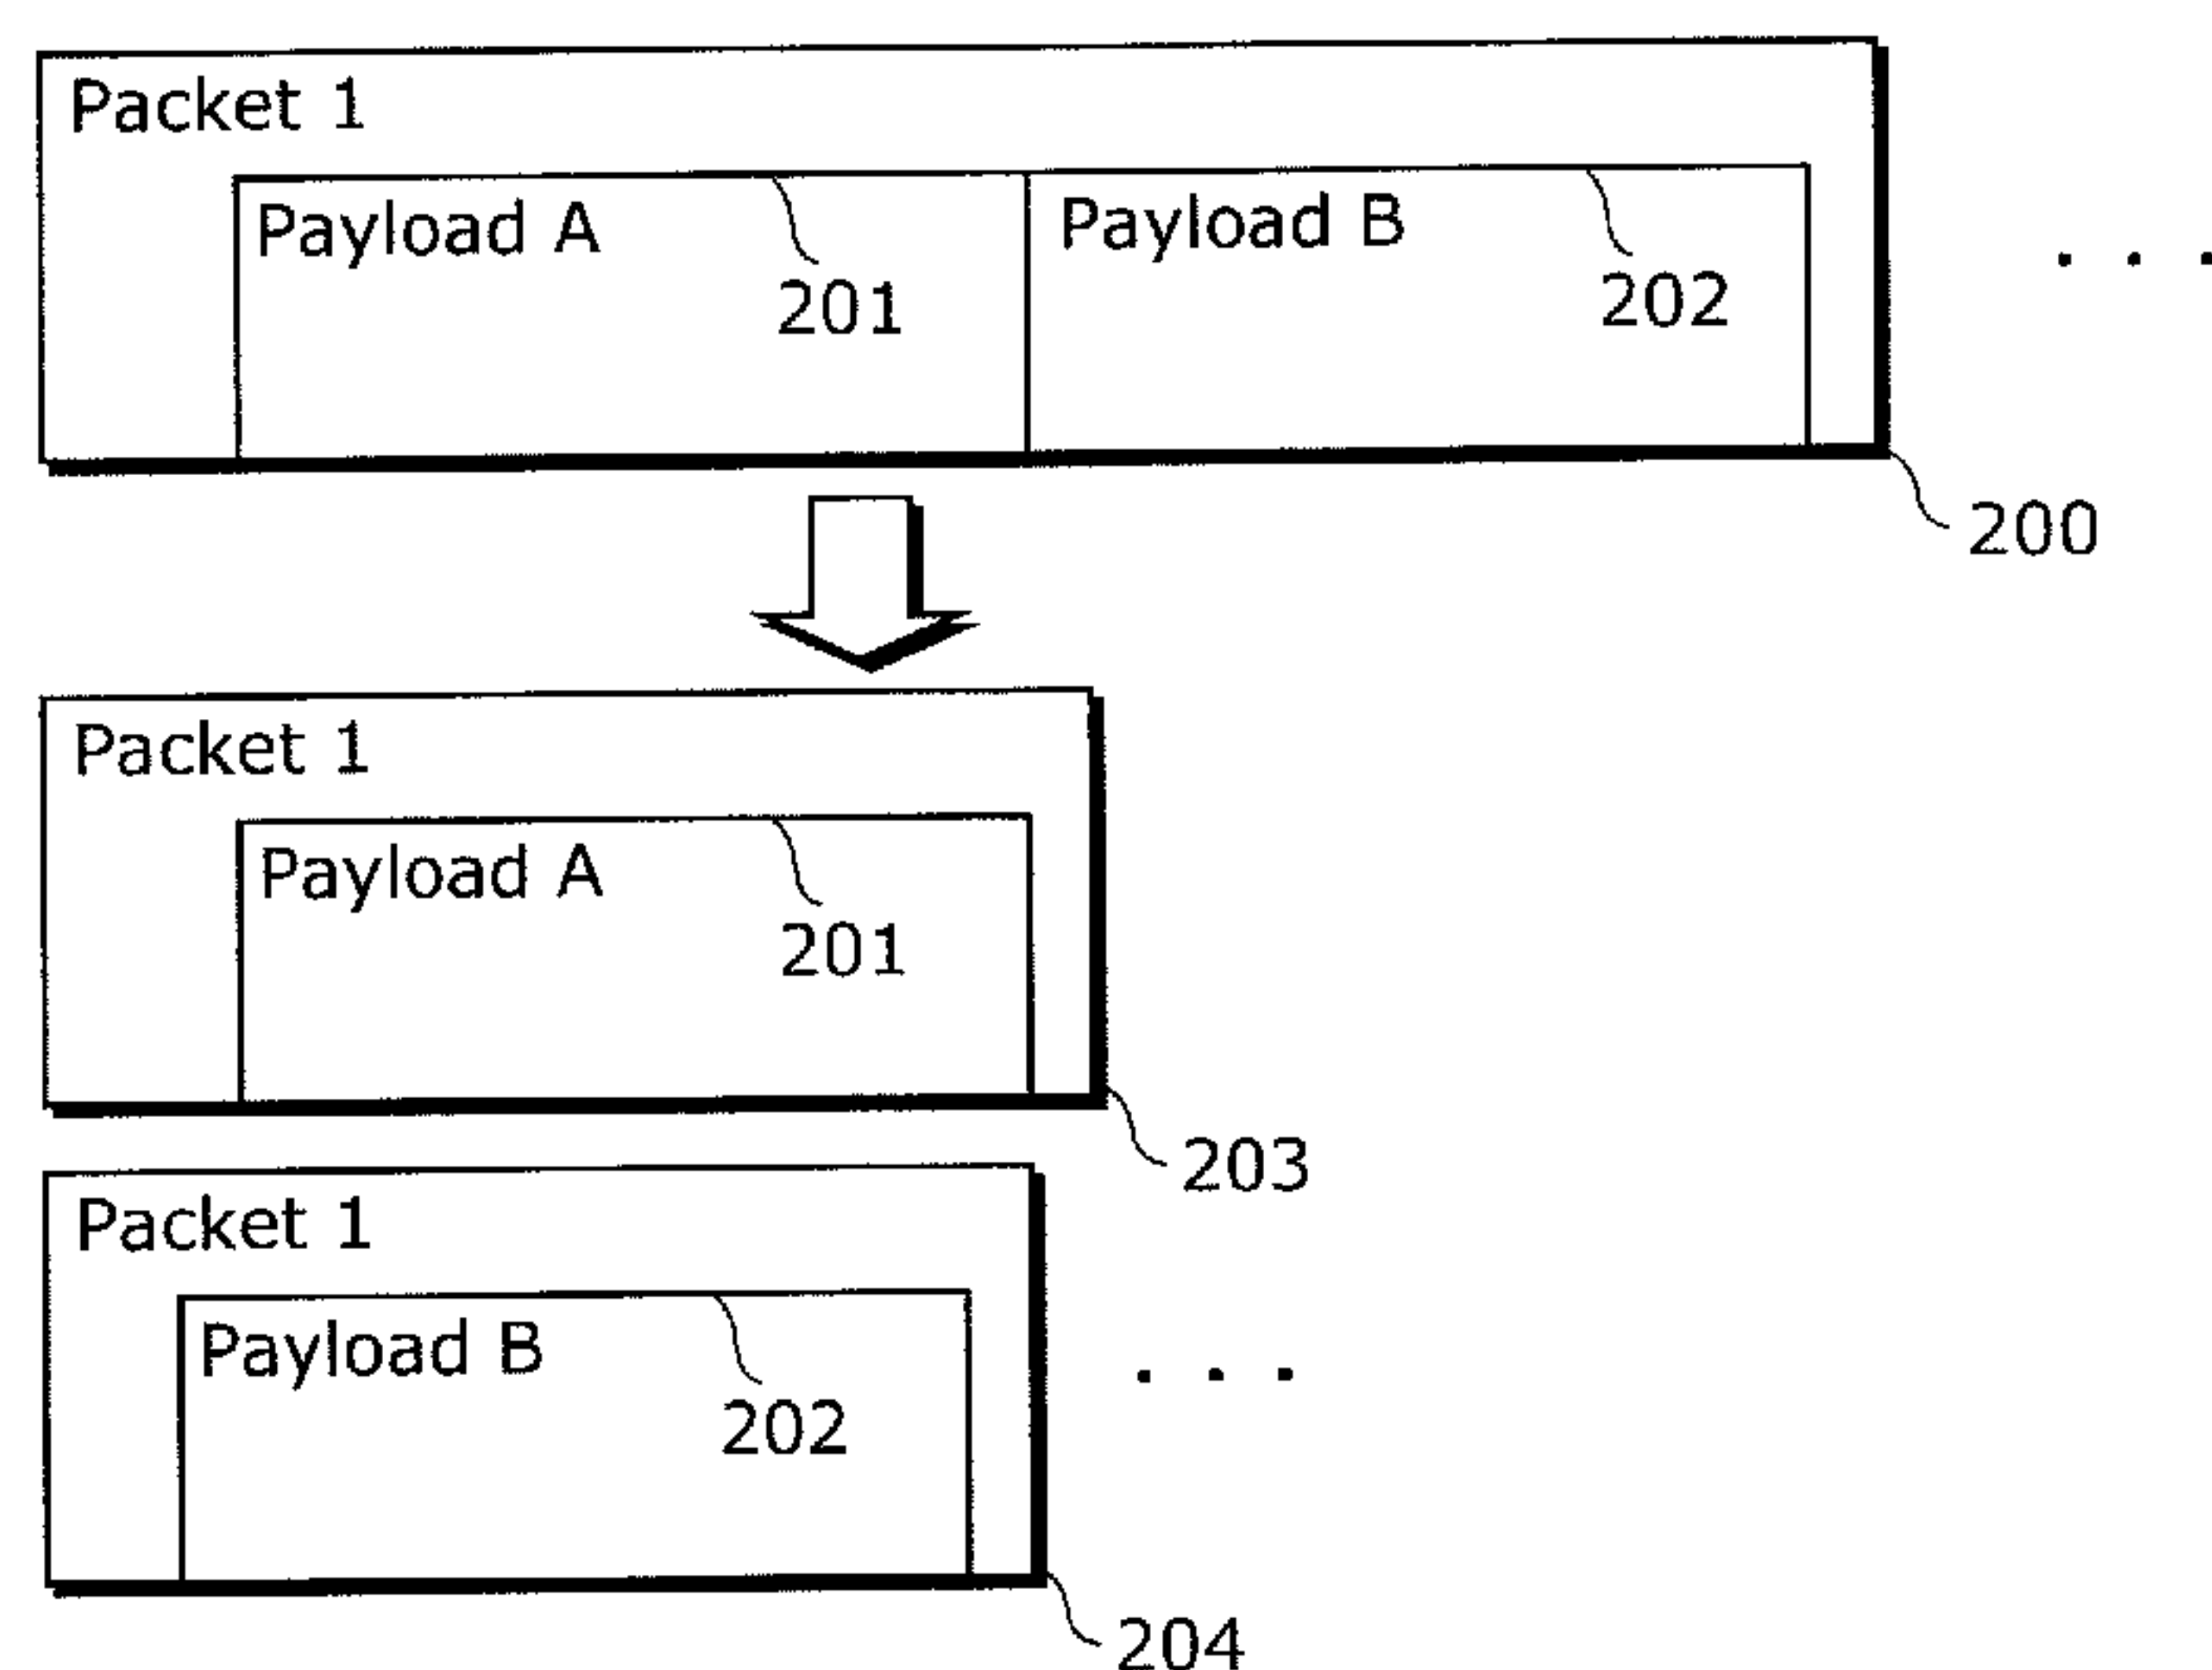 Packet 1
Payload A
Payload B
201
202
. . .
200
Packet 1
Payload A
201
203
Packet 1
Payload B
202
. . .
204